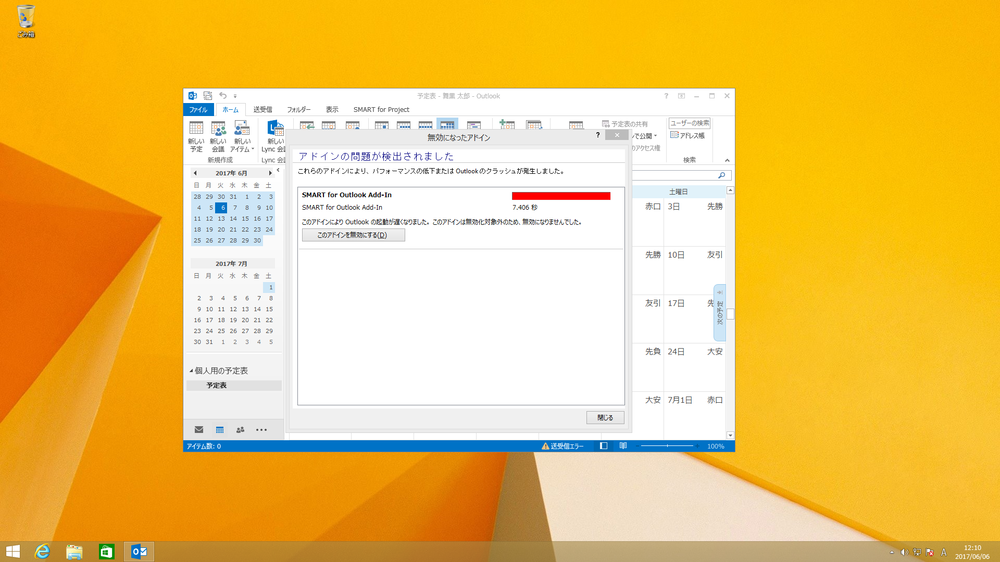 ごみ箱
予定表 - 舞黒 太郎 - Outlook
ファイル ホーム 送受信 フォルダー 表示 SMART for Project
新しい
予定
新しい
会議
新しい
アイテム
新規作成
新しい
Lync 会議
Lync 会議
予定表の共有
で公開
のアクセス権
ユーザーの検索
アドレス帳
検索
無効になったアドイン
アドインの問題が検出されました
これらのアドインにより、パフォーマンスの低下または Outlook のクラッシュが発生しました。
SMART for Outlook Add-In
SMART for Outlook Add-In 7.406 秒
このアドインにより Outlook の起動が遅くなりました。このアドインは無効化対象外のため、無効になりませんでした。
このアドインを無効にする(D)
閉じる
2017年 6月
日 月 火 水 木 金 土
28 29 30 31 1 2 3
4 5 6 7 8 9 10
11 12 13 14 15 16 17
18 19 20 21 22 23 24
25 26 27 28 29 30
2017年 7月
日 月 火 水 木 金 土
1
2 3 4 5 6 7 8
9 10 11 12 13 14 15
16 17 18 19 20 21 22
23 24 25 26 27 28 29
30 31 1 2 3 4 5
個人用の予定表
予定表
土曜日
赤口 3日 先勝
先勝 10日 友引
友引 17日 先
次の予定
先負 24日 大安
大安 7月1日 赤口
アイテム数: 0
送受信エラー
100%
A
12:10
2017/06/06